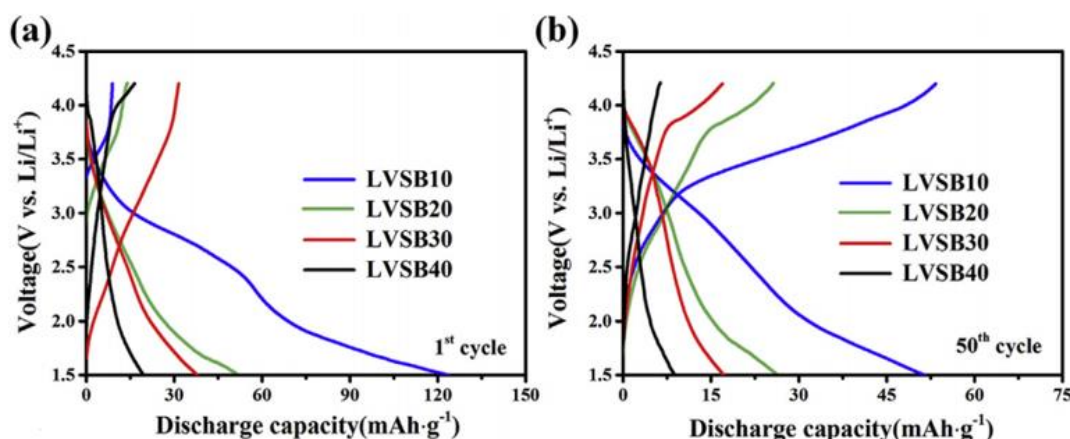 (a)
4.5
4.0
3.5
3.0
2.5
2.0
1.5
Voltage(V vs. Li/Li⁺)
LVSB10
LVSB20
LVSB30
LVSB40
1ˢᵗ cycle
0 30 60 90 120 150
Discharge capacity(mAh·g⁻¹)
(b)
4.5
4.0
3.5
3.0
2.5
2.0
1.5
Voltage(V vs. Li/Li⁺)
LVSB10
LVSB20
LVSB30
LVSB40
50ᵗʰ cycle
0 15 30 45 60 75
Discharge capacity(mAh·g⁻¹)